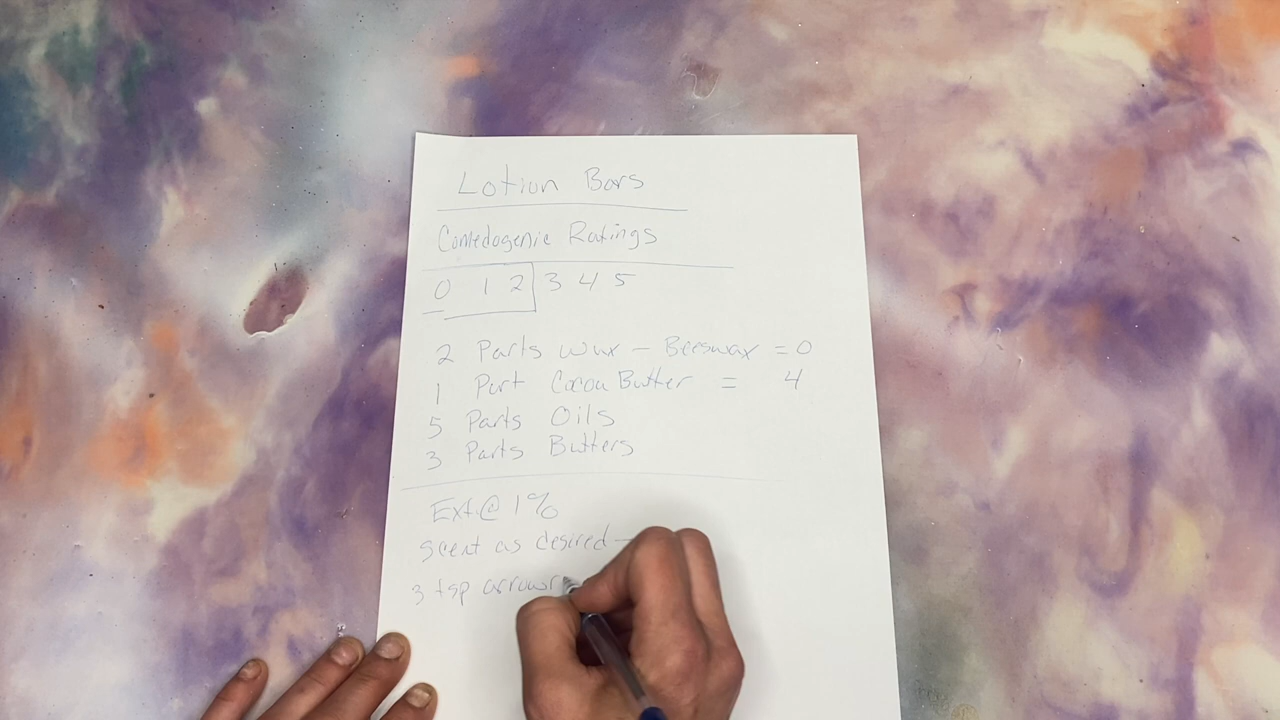 Lotion Bars
Comedogenic Ratings
0 1 2 3 4 5
2 Parts Wax - Beeswax = 0
1 Part Cocoa Butter = 4
5 Parts Oils
3 Parts Butters
Ext @ 1%
Scent as desired -
3 tsp arrowr